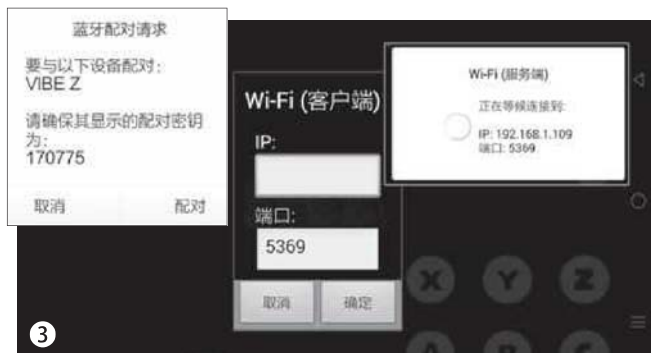 蓝牙配对请求
要与以下设备配对：
VIBE Z
请确保其显示的配对密钥
为：
170775
取消 配对
Wi-Fi (客户端)
IP:
端口:
5369
取消 确定
Wi-Fi (服务端)
正在等候连接到:
IP: 192.168.1.109
端口: 5369
X Y Z
A B C
3